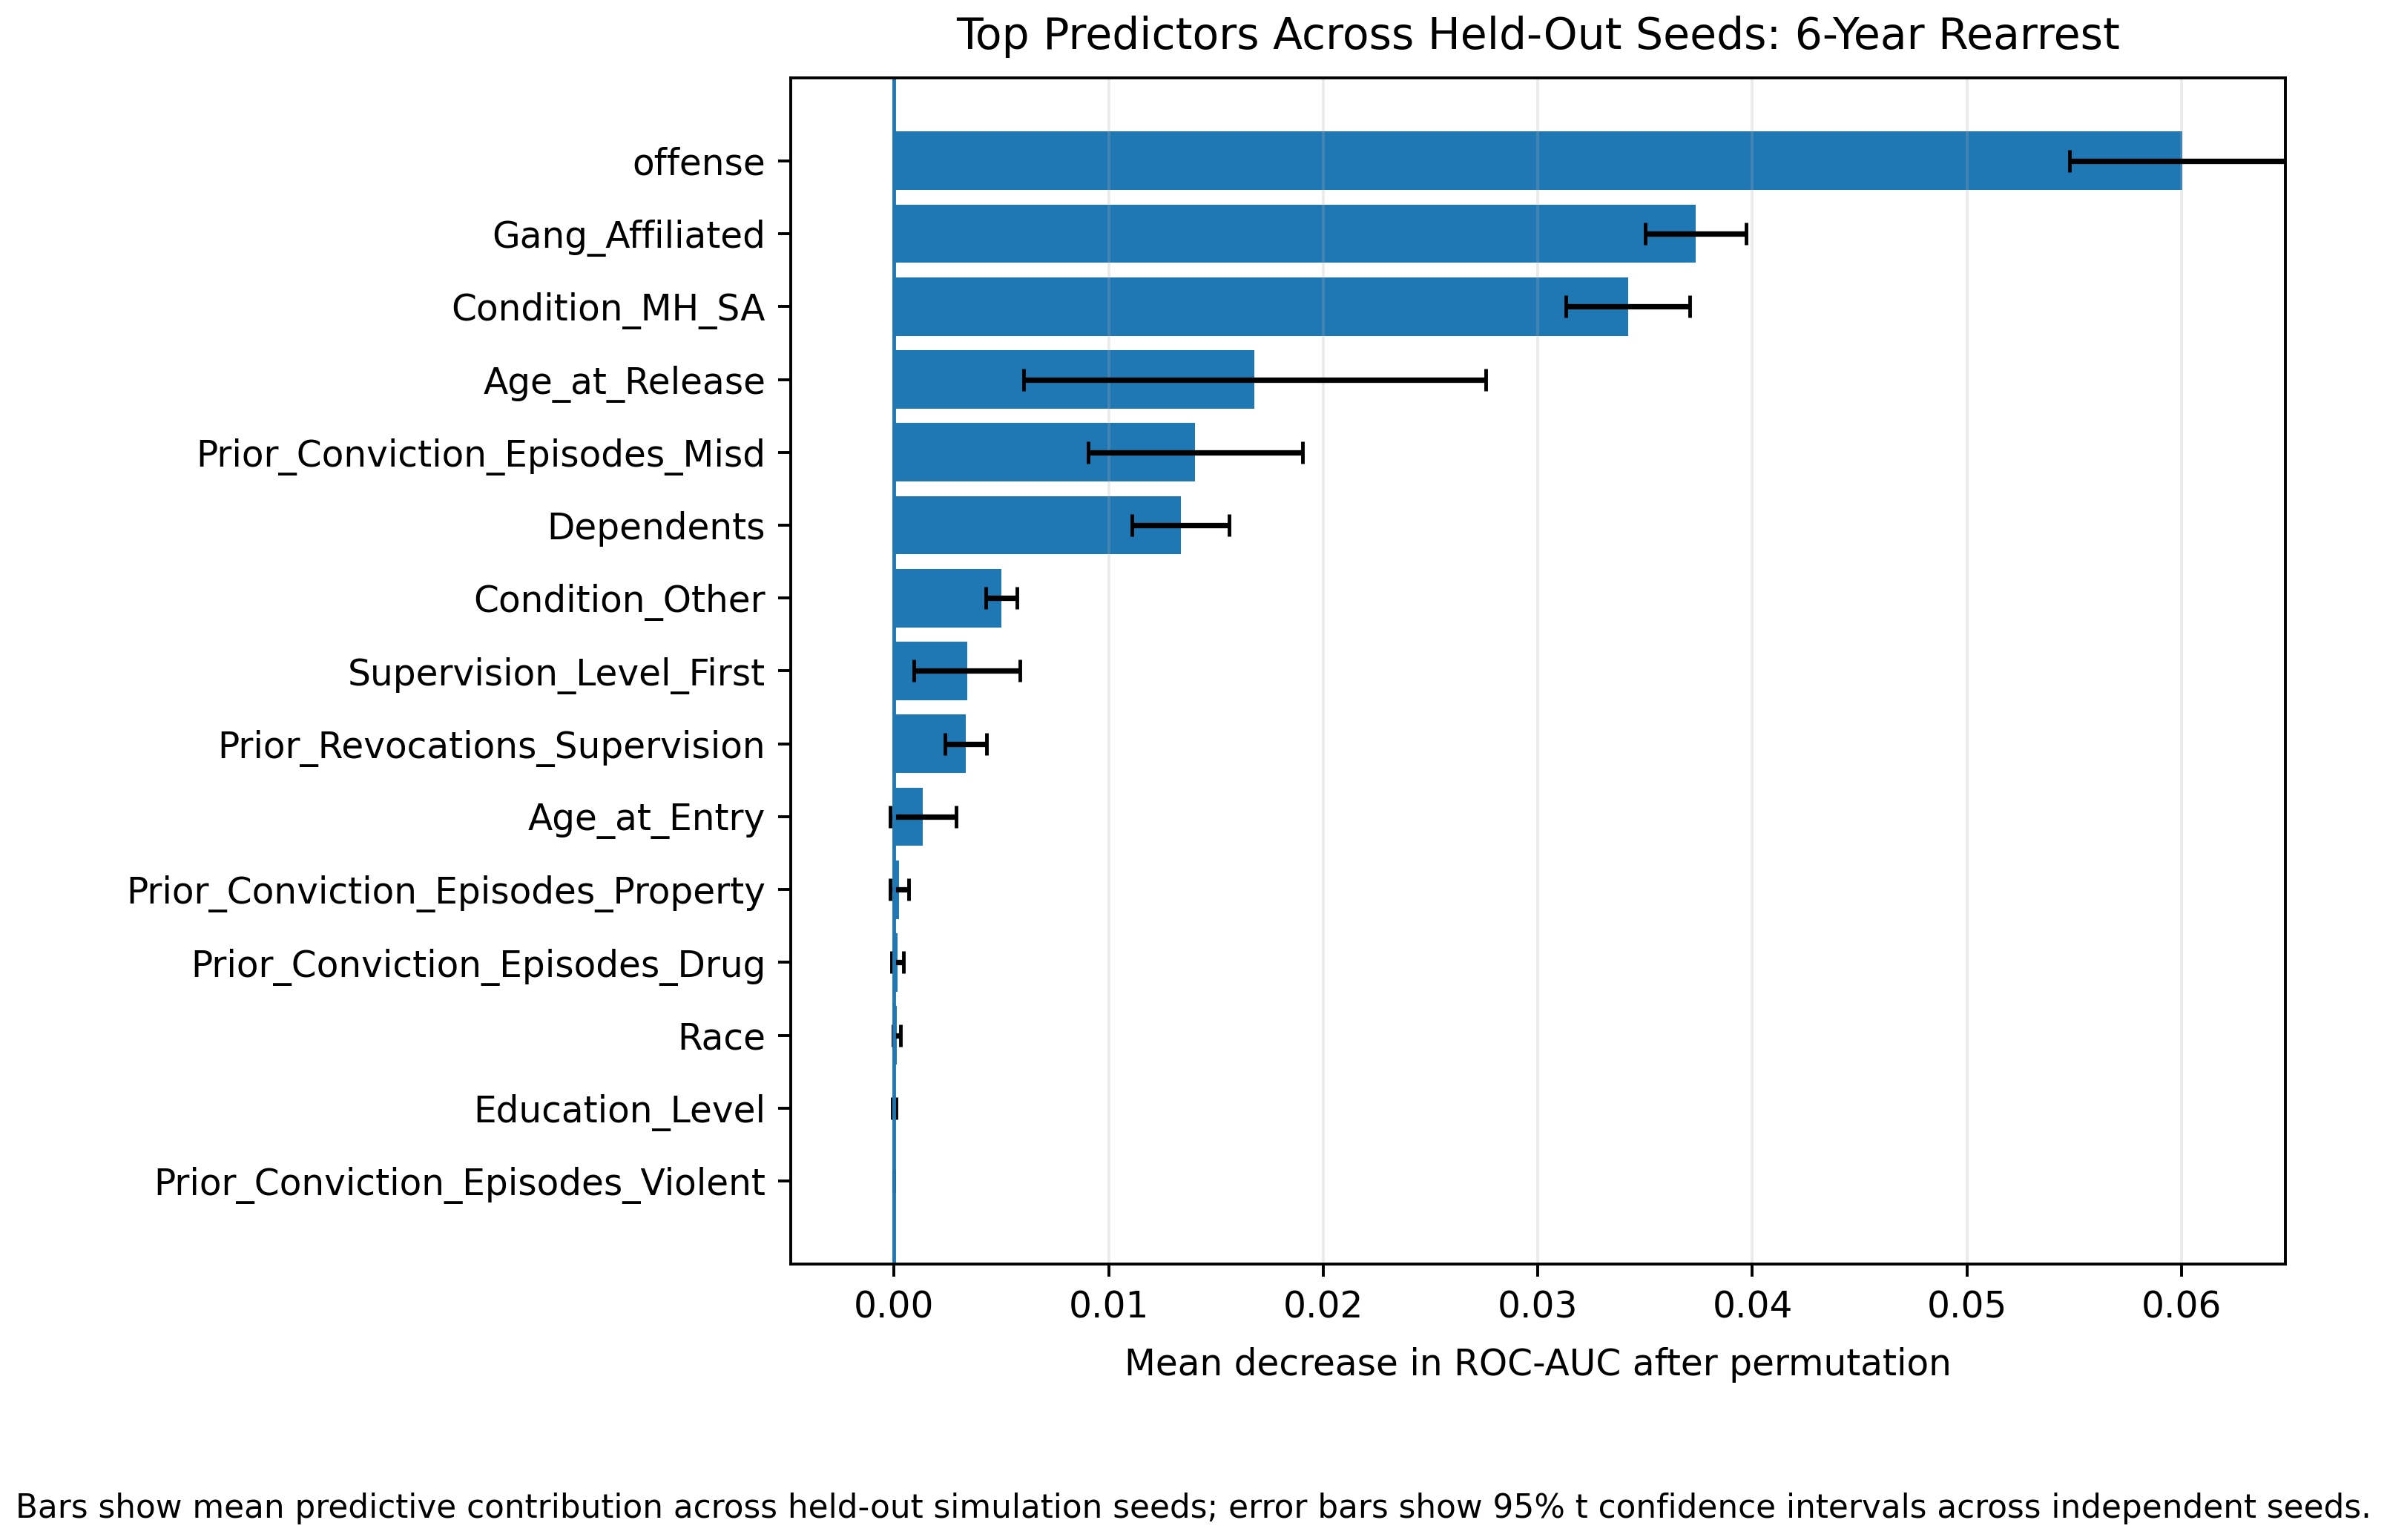 Top Predictors Across Held-Out Seeds: 6-Year Rearrest
offense
Gang_Affiliated
Condition_MH_SA
Age_at_Release
Prior_Conviction_Episodes_Misd
Dependents
Condition_Other
Supervision_Level_First
Prior_Revocations_Supervision
Age_at_Entry
Prior_Conviction_Episodes_Property
Prior_Conviction_Episodes_Drug
Race
Education_Level
Prior_Conviction_Episodes_Violent
0.00 0.01 0.02 0.03 0.04 0.05 0.06
Mean decrease in ROC-AUC after permutation
Bars show mean predictive contribution across held-out simulation seeds; error bars show 95% t confidence intervals across independent seeds.